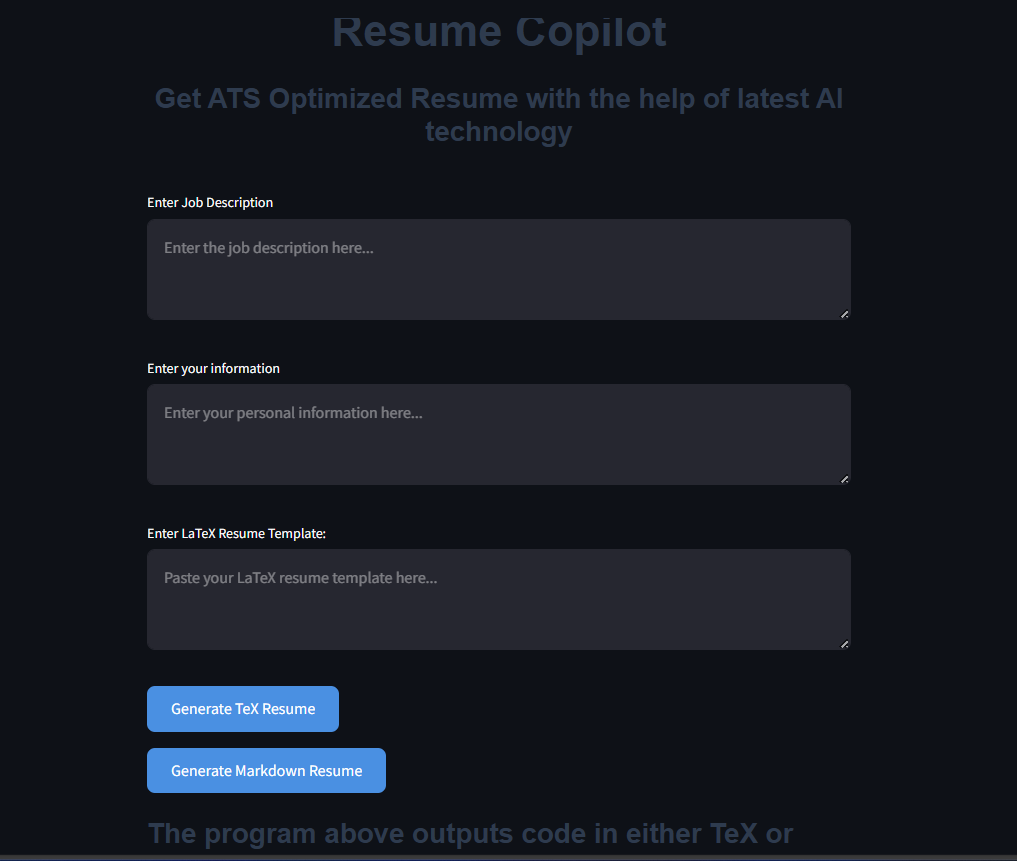 Resume Copilot
Get ATS Optimized Resume with the help of latest AI
technology
Enter Job Description
Enter the job description here...
Enter your information
Enter your personal information here...
Enter LaTeX Resume Template:
Paste your LaTeX resume template here...
Generate TeX Resume
Generate Markdown Resume
The program above outputs code in either TeX or